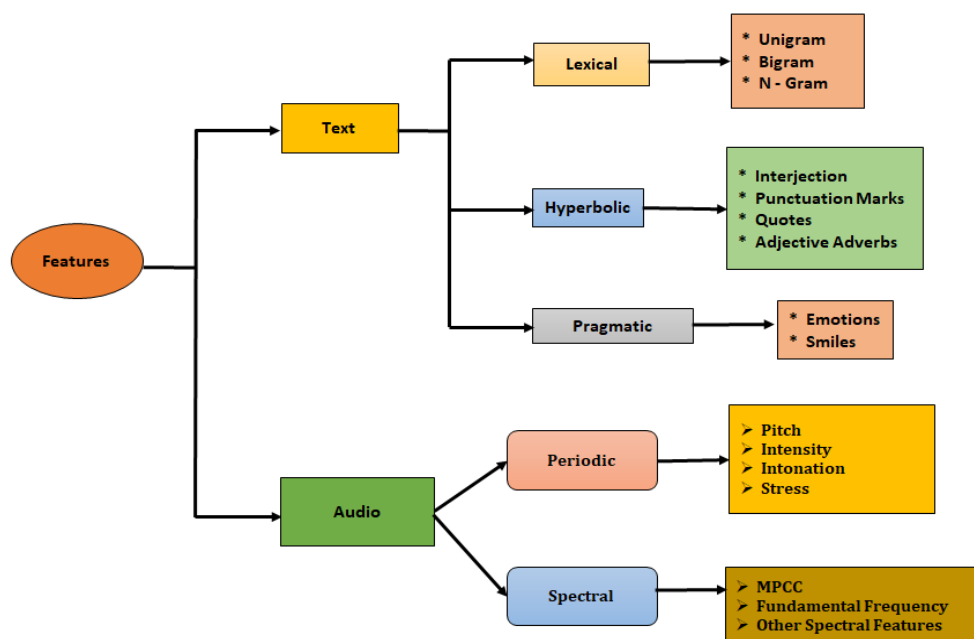 Features
Text
Lexical
* Unigram
* Bigram
* N - Gram
Hyperbolic
* Interjection
* Punctuation Marks
* Quotes
* Adjective Adverbs
Pragmatic
* Emotions
* Smiles
Audio
Periodic
➢ Pitch
➢ Intensity
➢ Intonation
➢ Stress
Spectral
➢ MPCC
➢ Fundamental Frequency
➢ Other Spectral Features